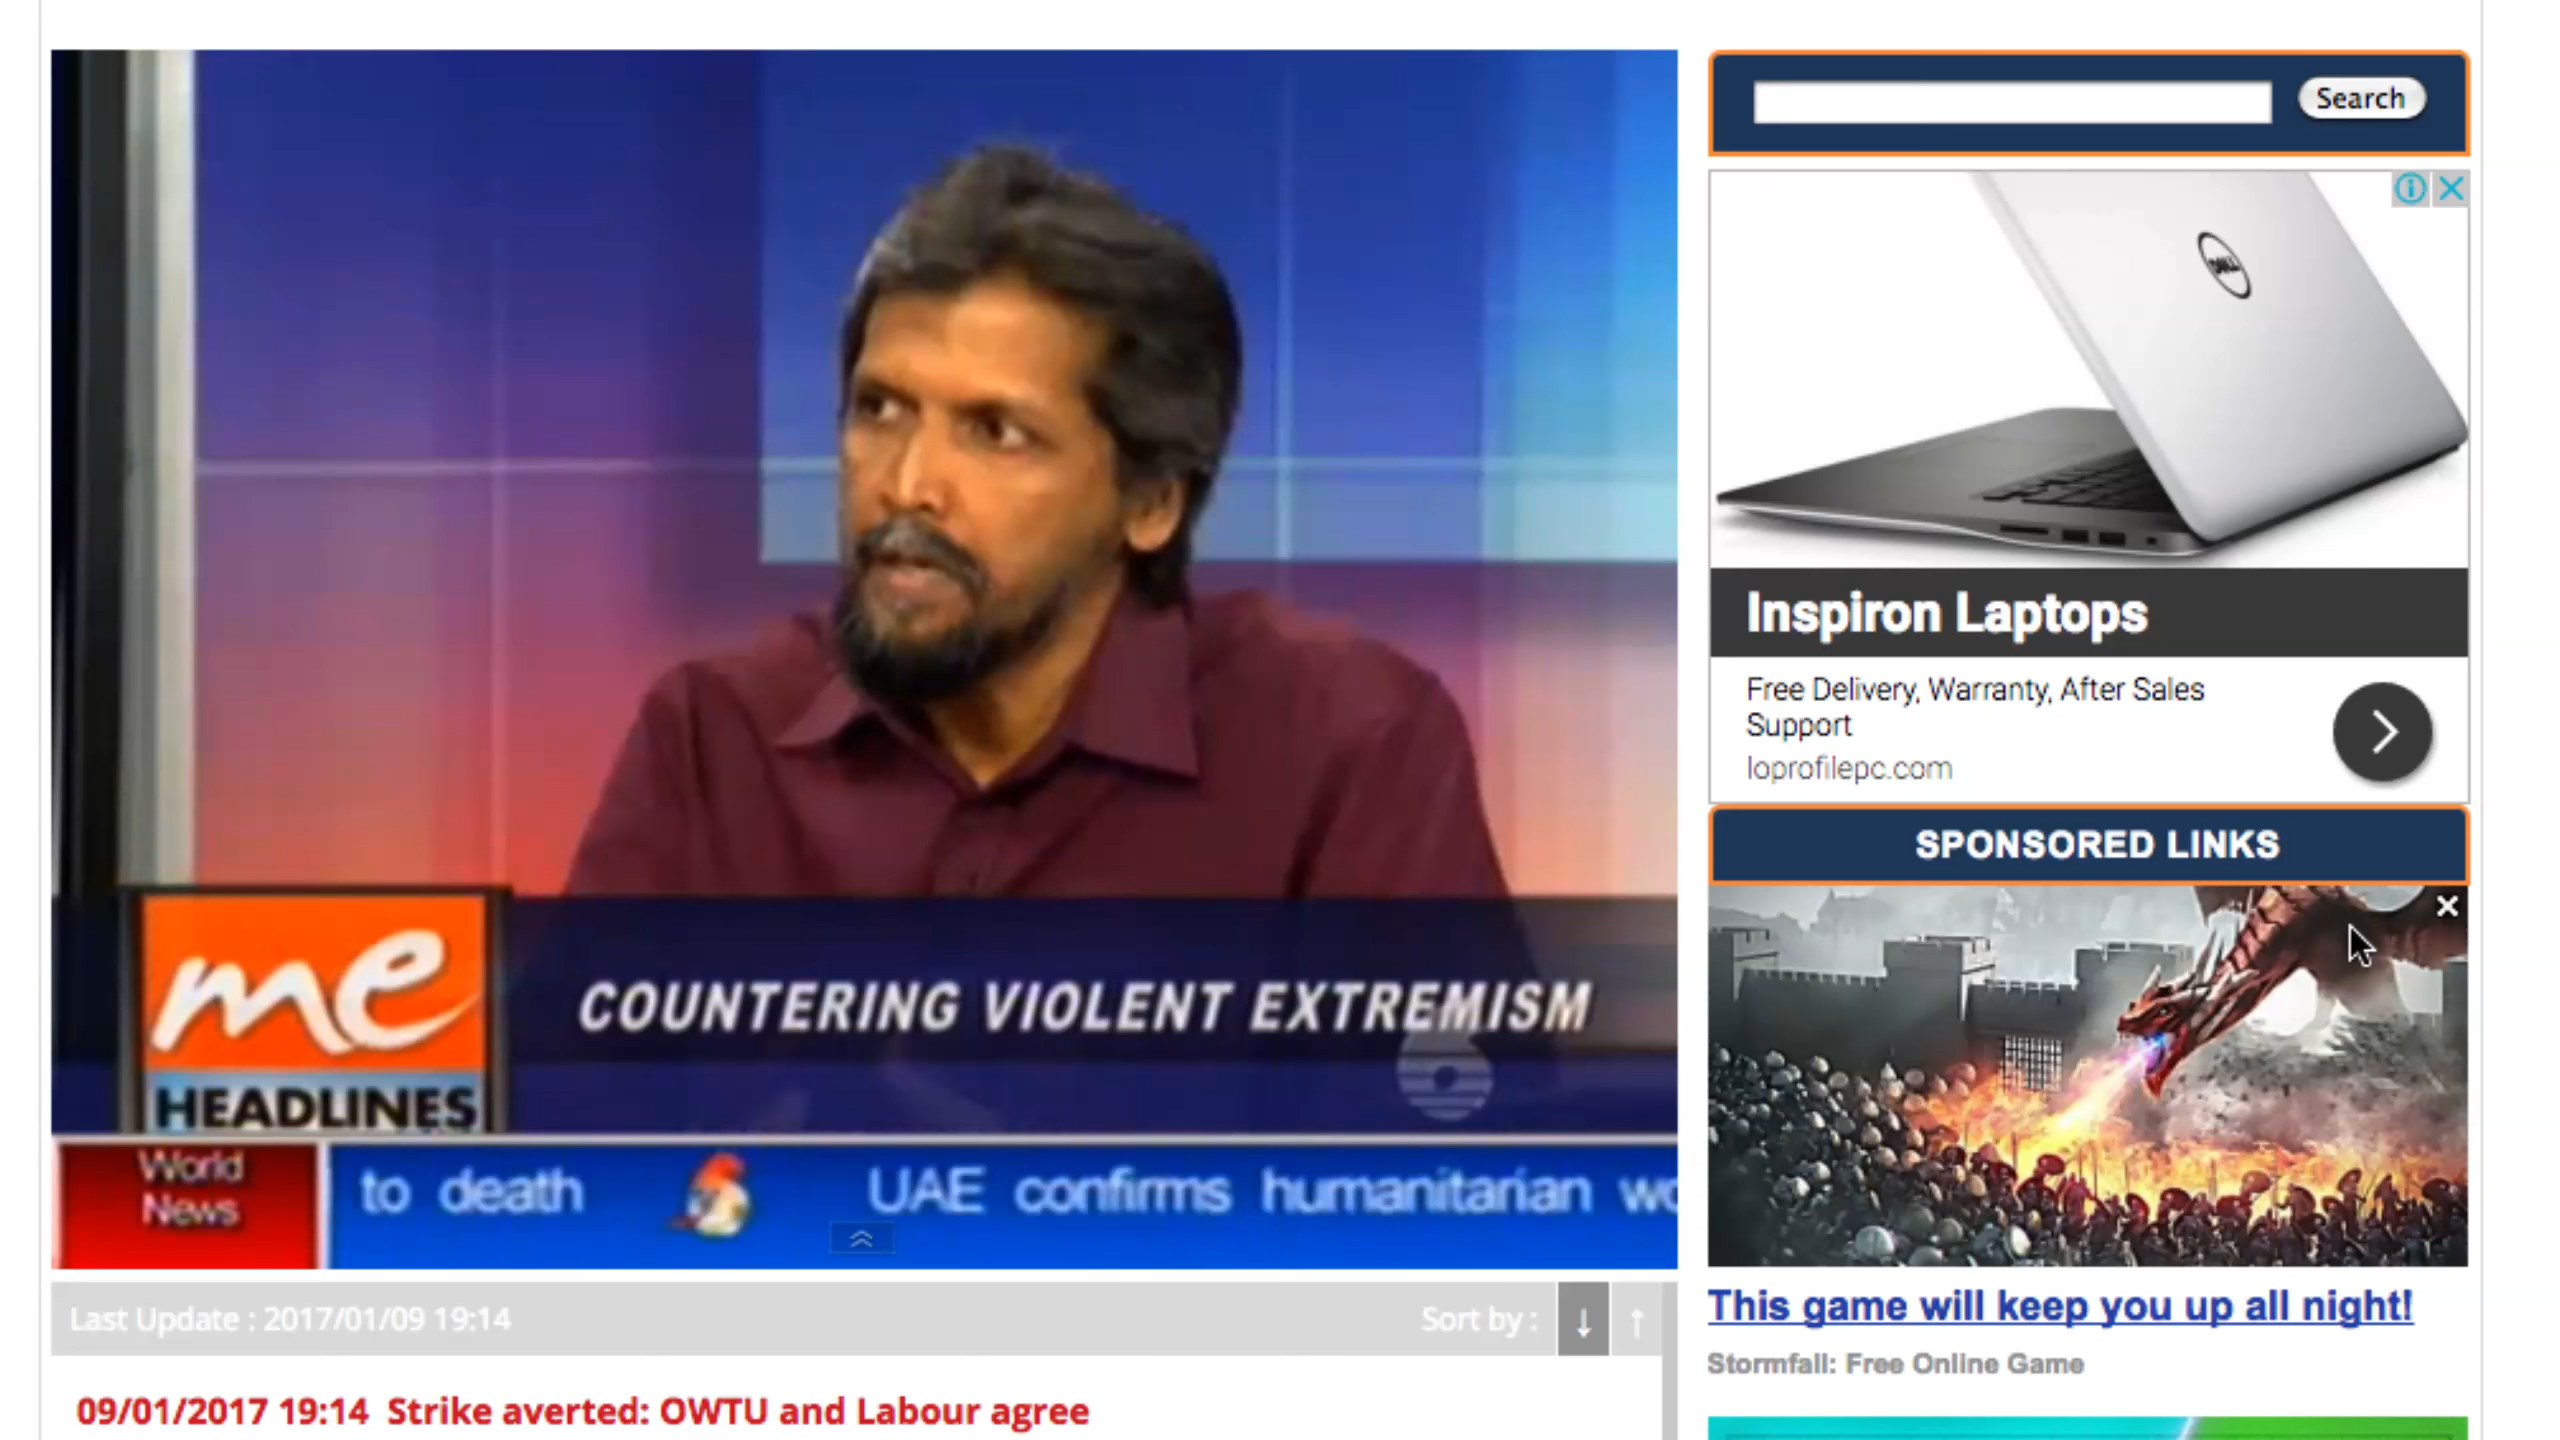 Search
DELL
Inspiron Laptops
Free Delivery, Warranty, After Sales
Support
loprofilepc.com
SPONSORED LINKS
me
HEADLINES
COUNTERING VIOLENT EXTREMISM
6
World
News
to death
UAE confirms humanitarian
Last Update : 2017/01/09 19:14
Sort by :
09/01/2017 19:14 Strike averted: OWTU and Labour agree
This game will keep you up all night!
Stormfall: Free Online Game